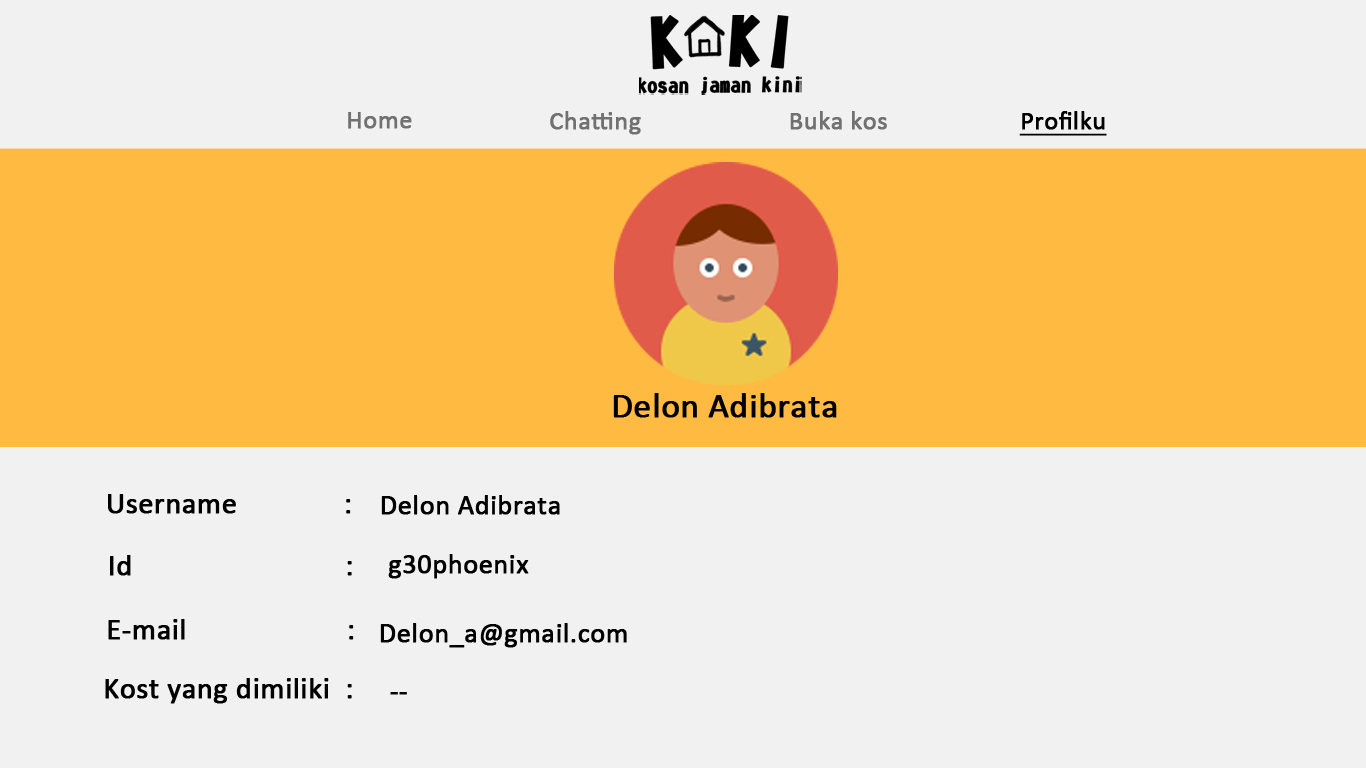 KAKI
kosan jaman kini
Home Chatting Buka kos Profilku
Delon Adibrata
Username : Delon Adibrata
Id : g30phoenix
E-mail : Delon_a@gmail.com
Kost yang dimiliki : --